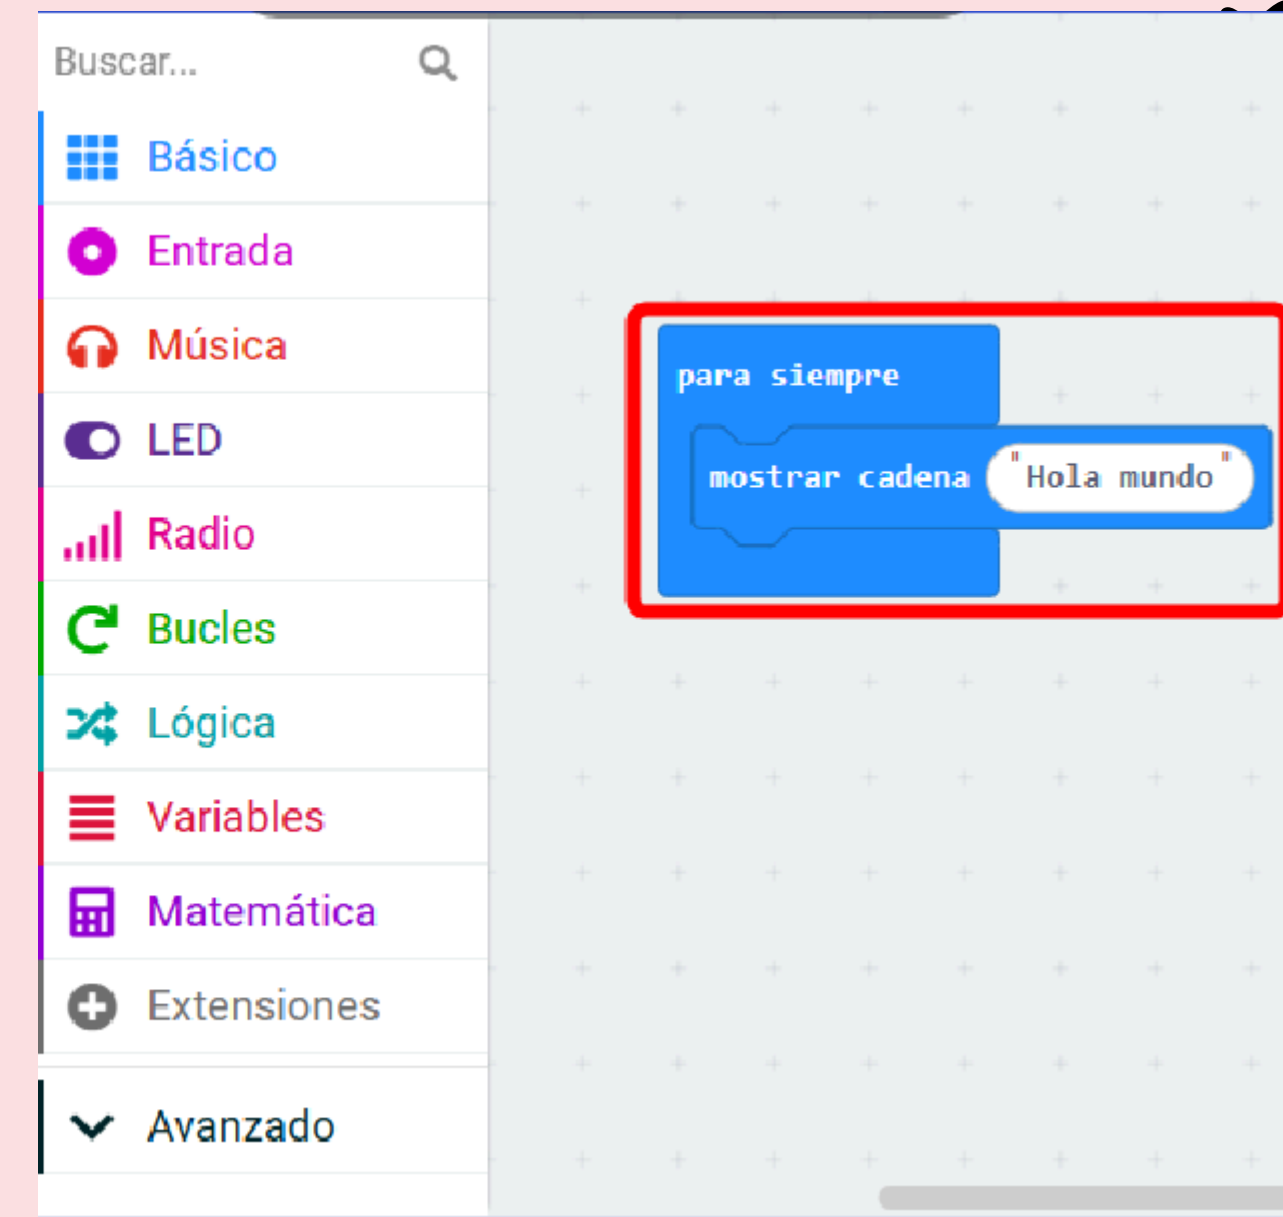 Buscar...
Básico
Entrada
Música
LED
Radio
Bucles
Lógica
Variables
Matemática
Extensiones
Avanzado
para siempre
mostrar cadena "Hola mundo"